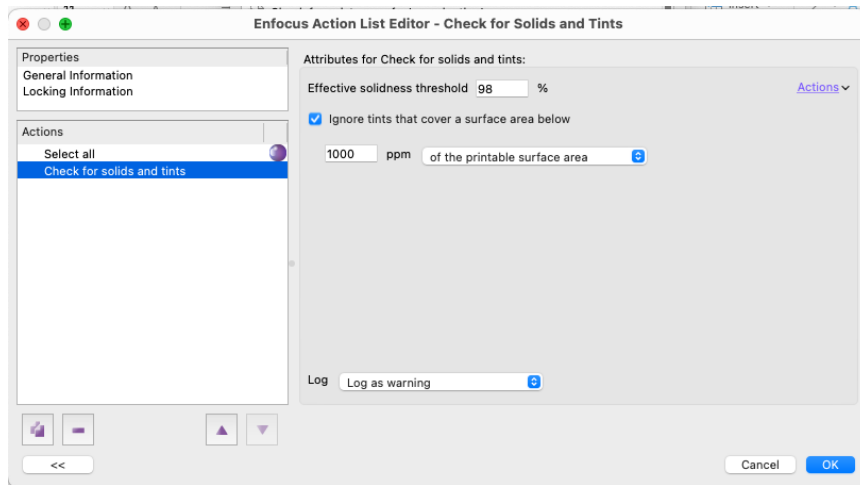 Enfocus Action List Editor - Check for Solids and Tints
Properties
General Information
Locking Information
Actions
Select all
Check for solids and tints
Attributes for Check for solids and tints:
Effective solidness threshold 98 %
Actions
Ignore tints that cover a surface area below
1000 ppm of the printable surface area
Log Log as warning
<<
Cancel OK